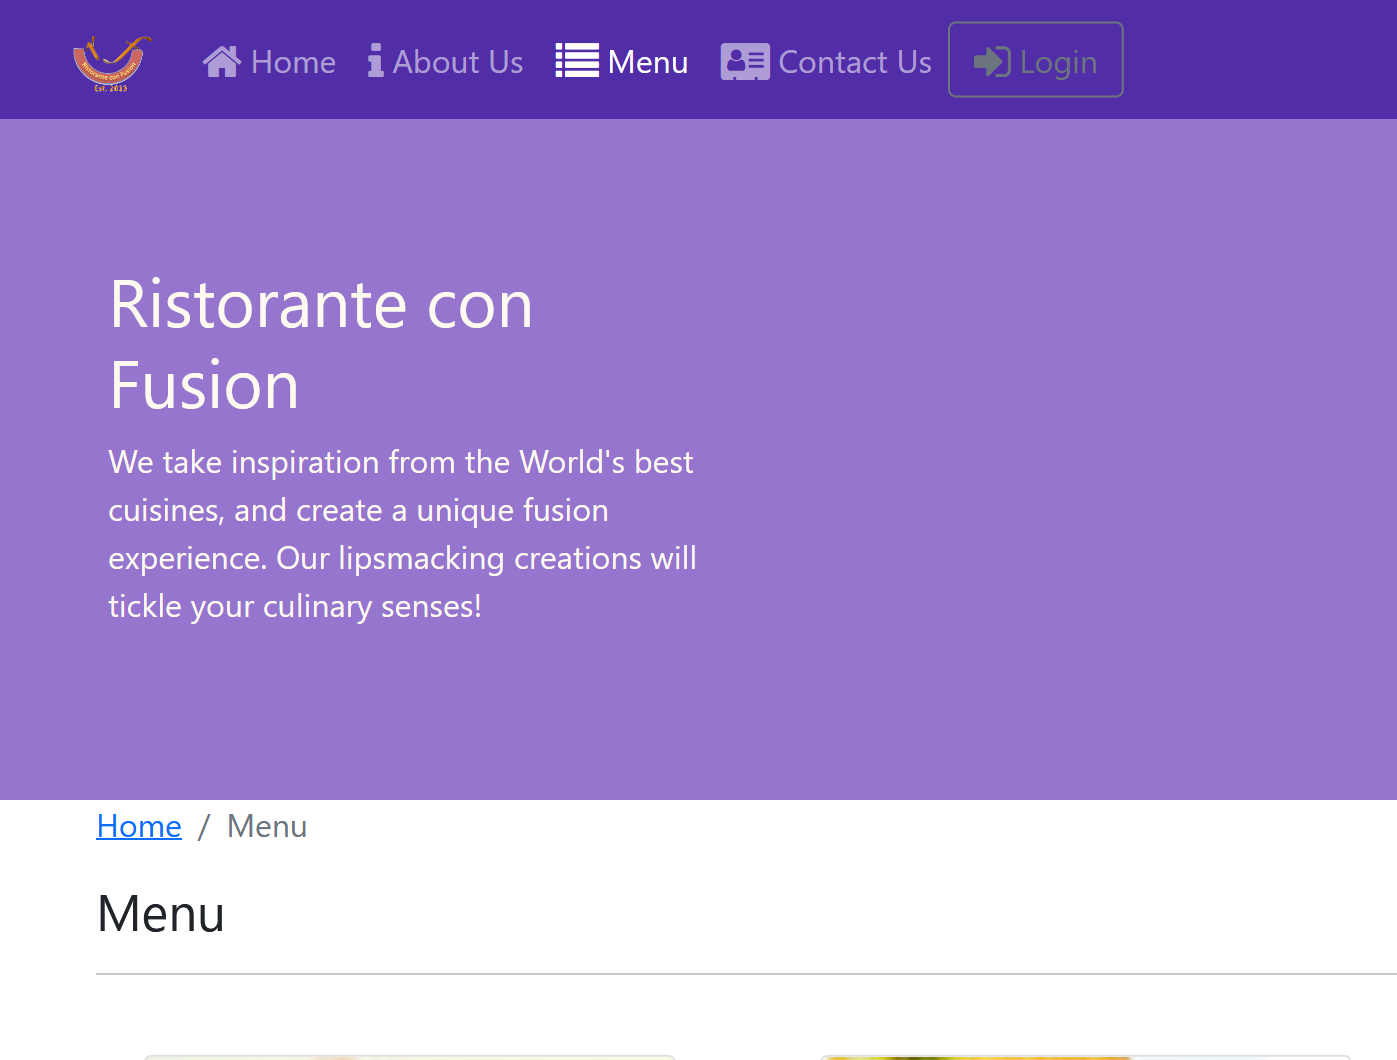 Ristorante con Fusion
Est. 2019
Home About Us Menu Contact Us Login
Ristorante con
Fusion
We take inspiration from the World's best
cuisines, and create a unique fusion
experience. Our lipsmacking creations will
tickle your culinary senses!
Home / Menu
Menu